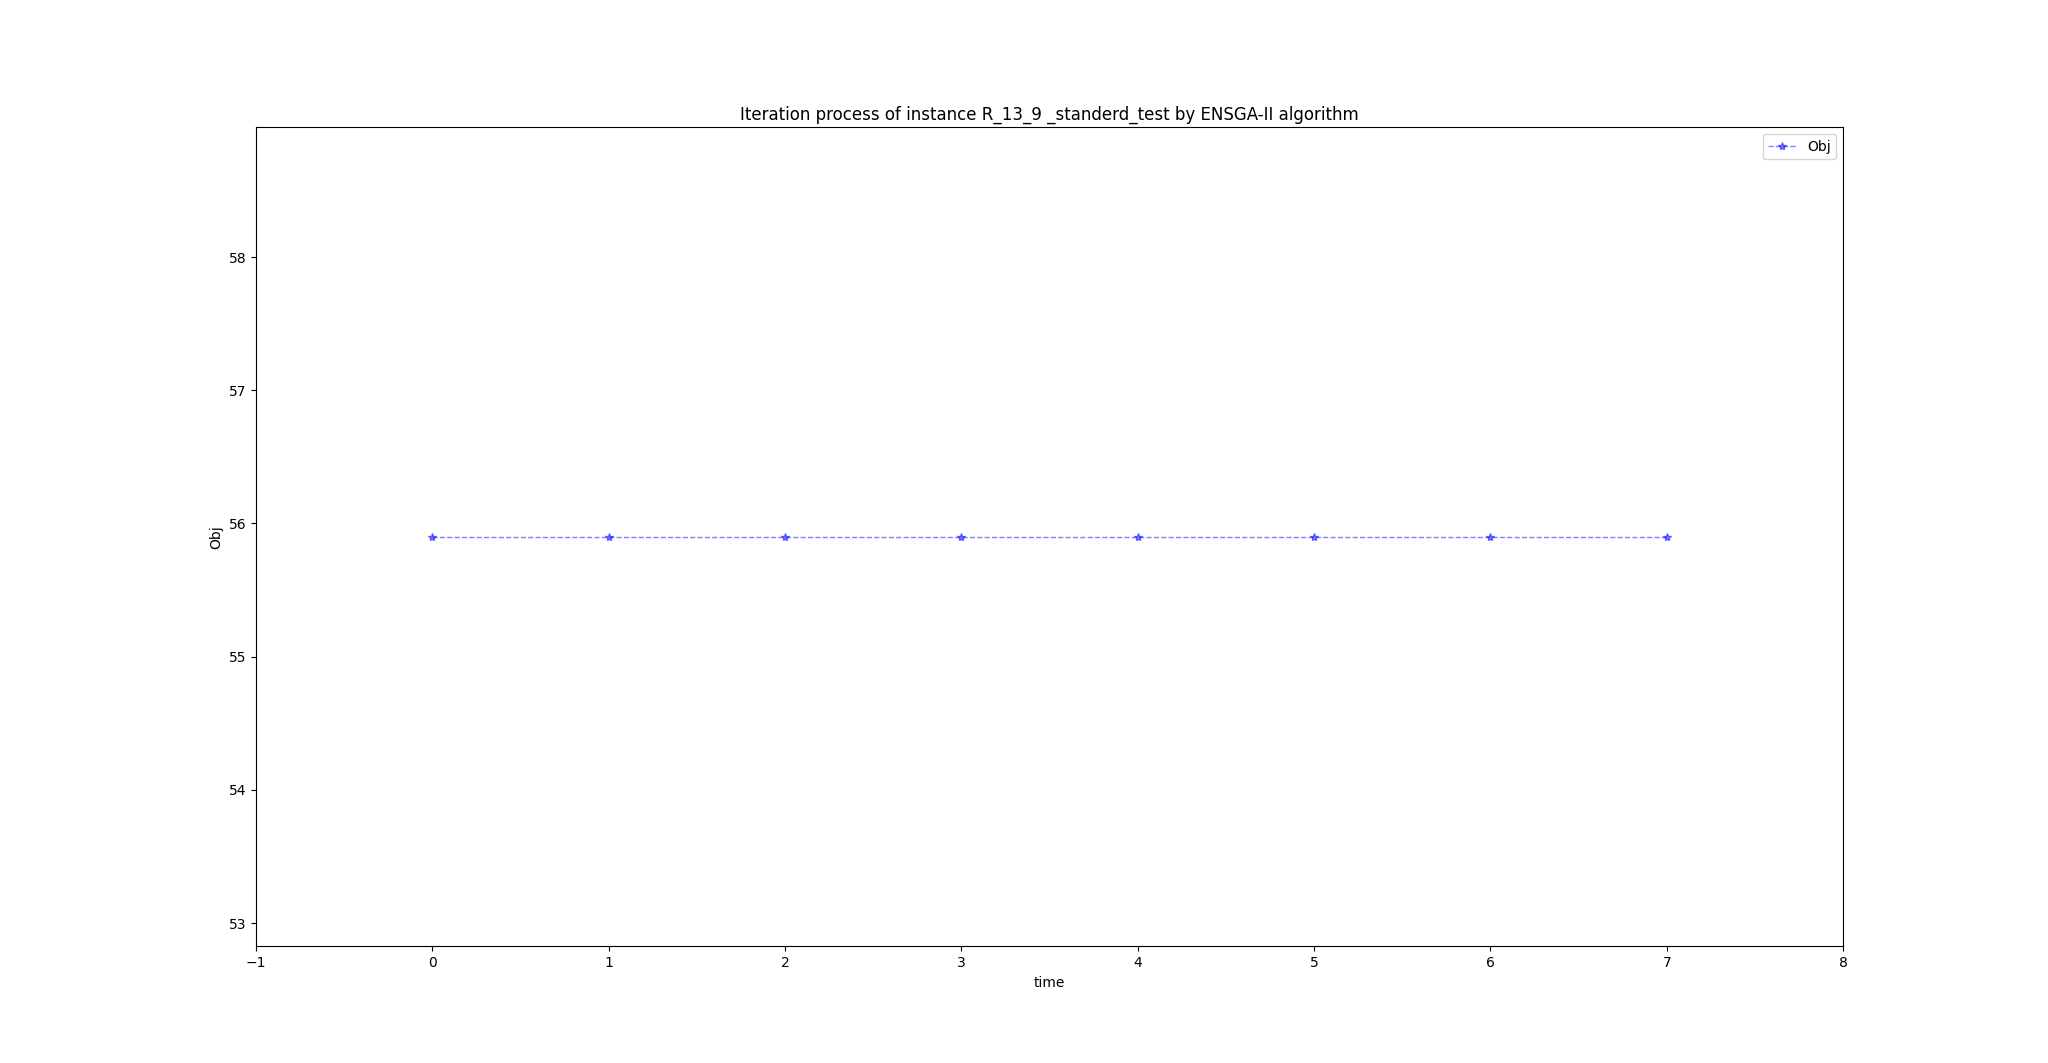 Iteration process of instance R_13_9 _standerd_test by ENSGA-II algorithm
Obj
58
57
56
55
54
53
Obj
−1 0 1 2 3 4 5 6 7 8
time